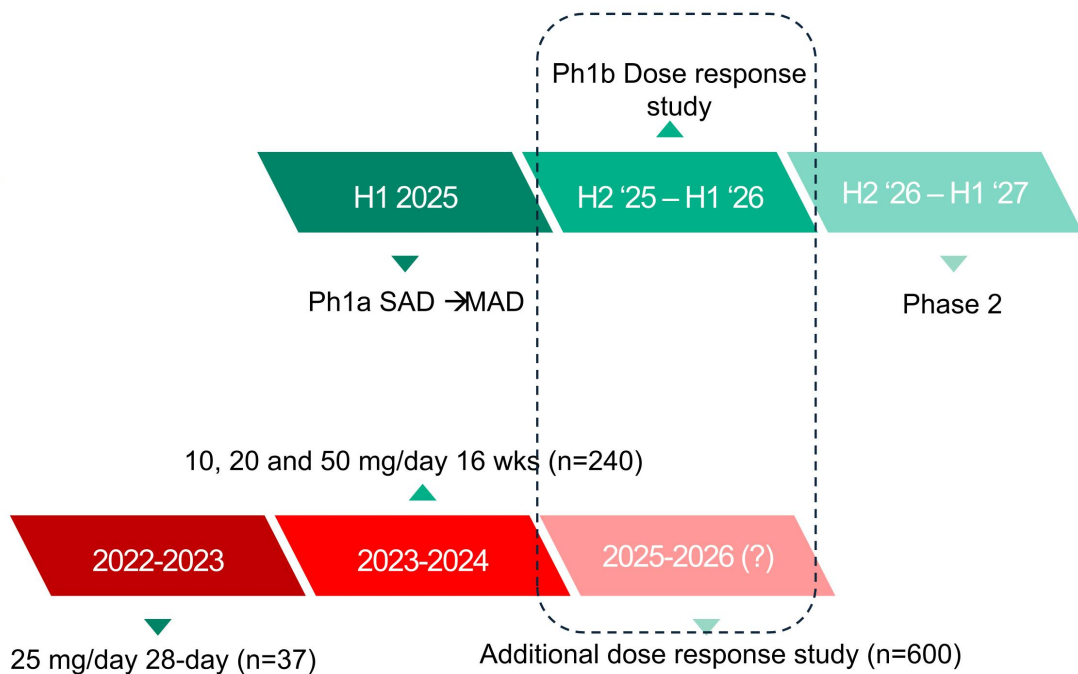 Ph1b Dose response
study
H1 2025
H2 ‘25 – H1 ‘26
H2 ‘26 – H1 ‘27
Ph1a SAD →MAD
Phase 2
10, 20 and 50 mg/day 16 wks (n=240)
2022-2023
2023-2024
2025-2026 (?)
25 mg/day 28-day (n=37)
Additional dose response study (n=600)